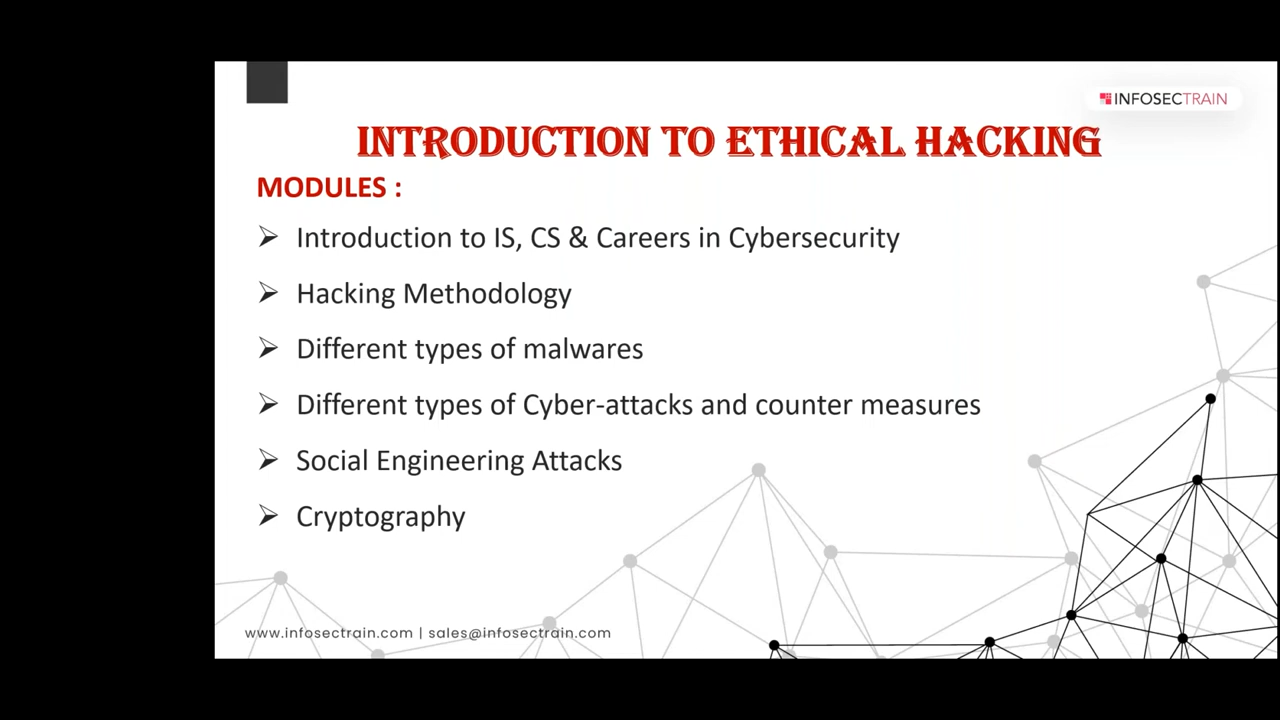 INFOSECTRAIN
INTRODUCTION TO ETHICAL HACKING
MODULES :
Introduction to IS, CS & Careers in Cybersecurity
Hacking Methodology
Different types of malwares
Different types of Cyber-attacks and counter measures
Social Engineering Attacks
Cryptography
www.infosectrain.com | sales@infosectrain.com